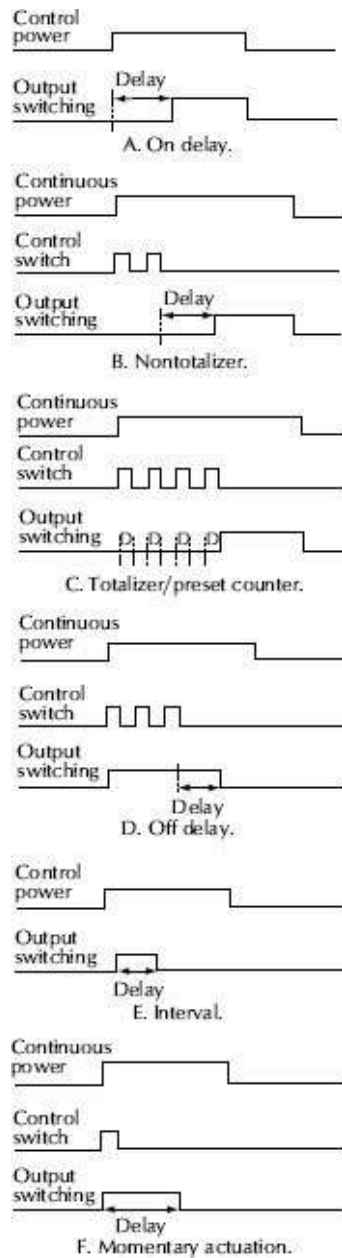 Control
power
Delay
Output
switching
A. On delay.
Continuous
power
Control
switch
Output
switching
Delay
B. Nontotalizer.
Continuous
power
Control
switch
Output
switching
D D D D
C. Totalizer/preset counter.
Continuous
power
Control
switch
Output
switching
Delay
D. Off delay.
Control
power
Output
switching
Delay
E. Interval.
Continuous
power
Control
switch
Output
switching
Delay
F. Momentary actuation.